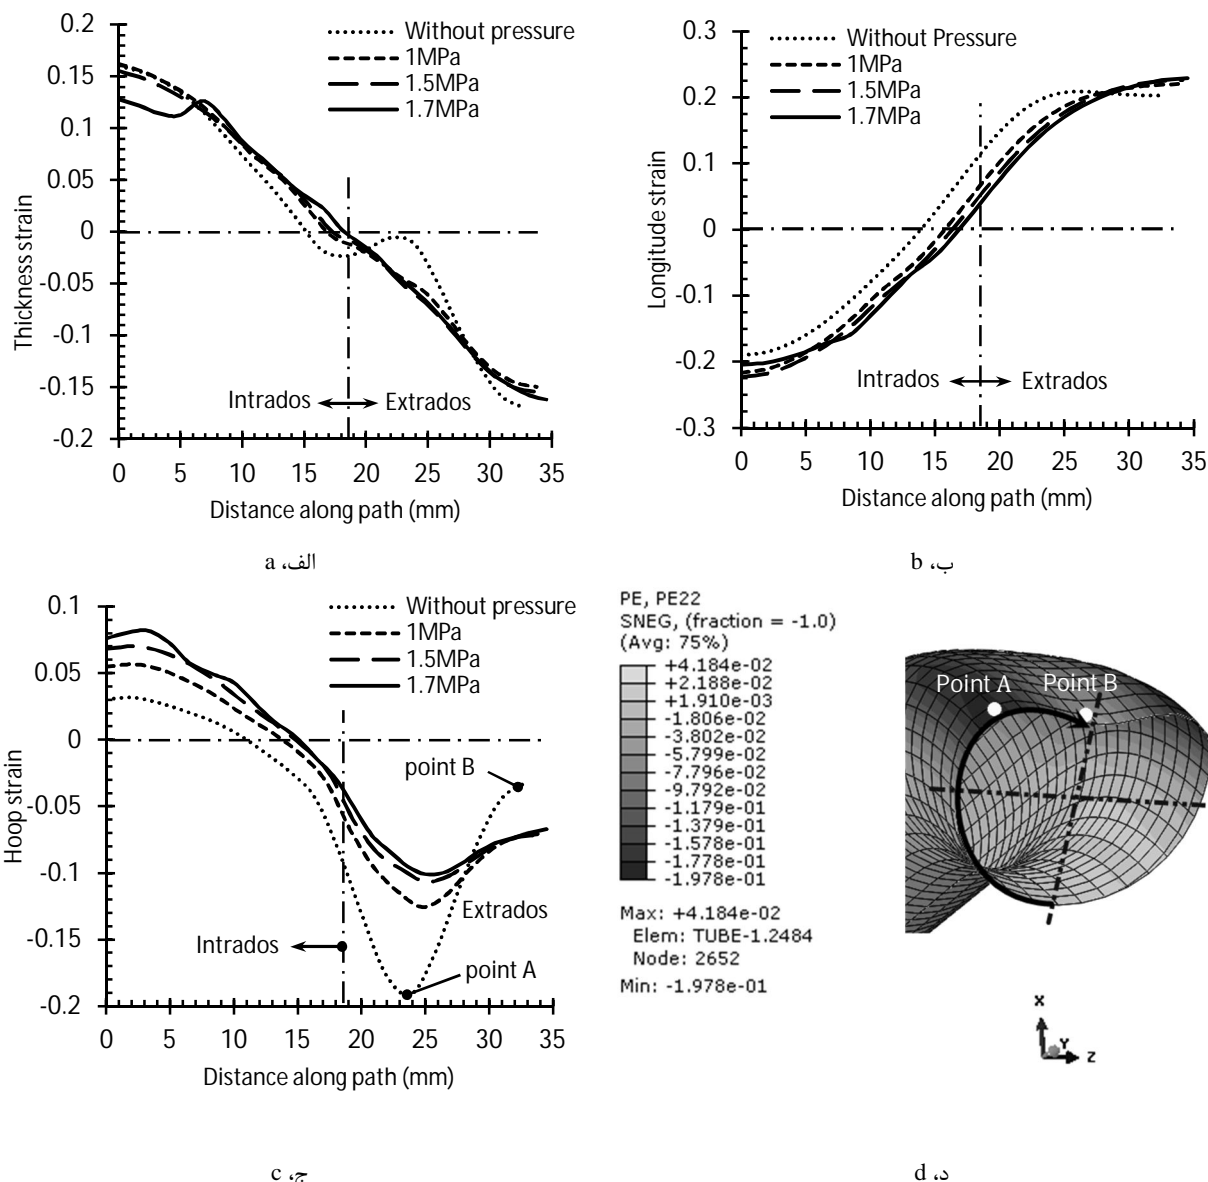 0.2
0.15
0.1
0.05
0
-0.05
-0.1
-0.15
-0.2
Thickness strain
Without pressure
1MPa
1.5MPa
1.7MPa
Intrados
Extrados
0 5 10 15 20 25 30 35
Distance along path (mm)
الف، a
0.3
0.2
0.1
0
-0.1
-0.2
-0.3
Longitude strain
Without Pressure
1MPa
1.5MPa
1.7MPa
Intrados
Extrados
0 5 10 15 20 25 30 35
Distance along path (mm)
ب، b
0.1
0.05
0
-0.05
-0.1
-0.15
-0.2
Hoop strain
Without pressure
1MPa
1.5MPa
1.7MPa
point B
Extrados
Intrados
point A
0 5 10 15 20 25 30 35
Distance along path (mm)
ج، c
PE, PE22
SNEG, (fraction = -1.0)
(Avg: 75%)
+4.184e-02
+2.188e-02
+1.910e-03
-1.806e-02
-3.802e-02
-5.799e-02
-7.796e-02
-9.792e-02
-1.179e-01
-1.379e-01
-1.578e-01
-1.778e-01
-1.978e-01
Max: +4.184e-02
Elem: TUBE-1.2484
Node: 2652
Min: -1.978e-01
Point A
Point B
X
Y
Z
د، d